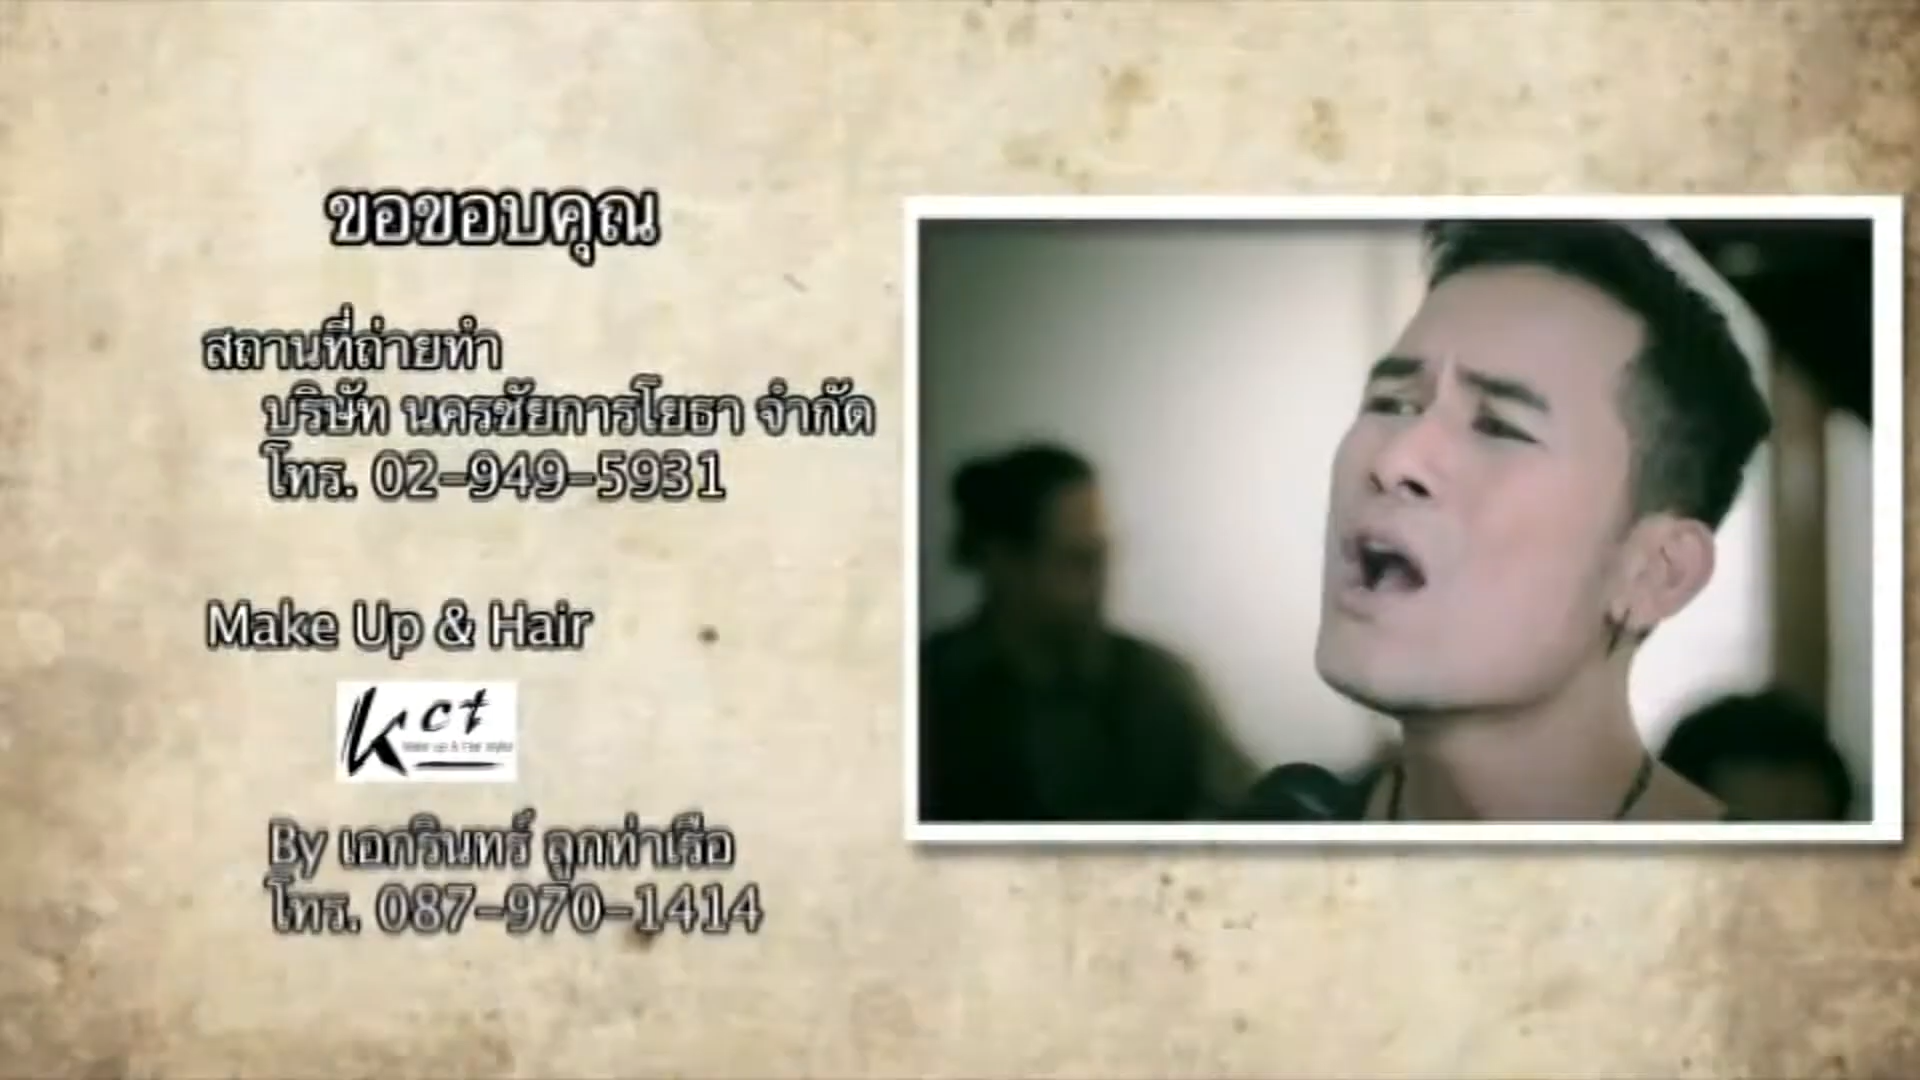 ขอขอบคุณ
สถานที่ถ่ายทำ
บริษัท นครชัยการโยธา จำกัด
โทร. 02-949-5931
Make Up & Hair
Kct
Make up & Hair
By เอกรินทร์ ลูกท่าเรือ
โทร. 087-970-1414